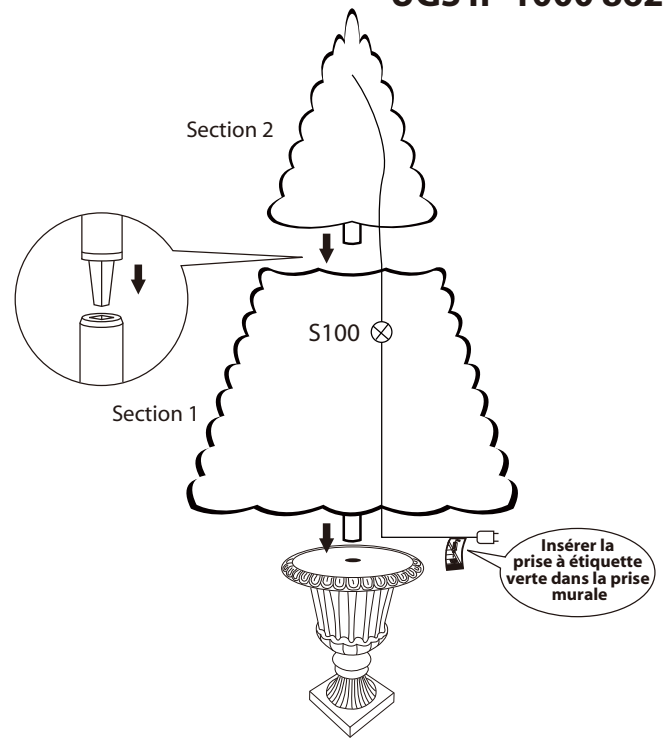 Section 2
S100
Section 1
Insérer la
prise à étiquette
verte dans la prise
murale